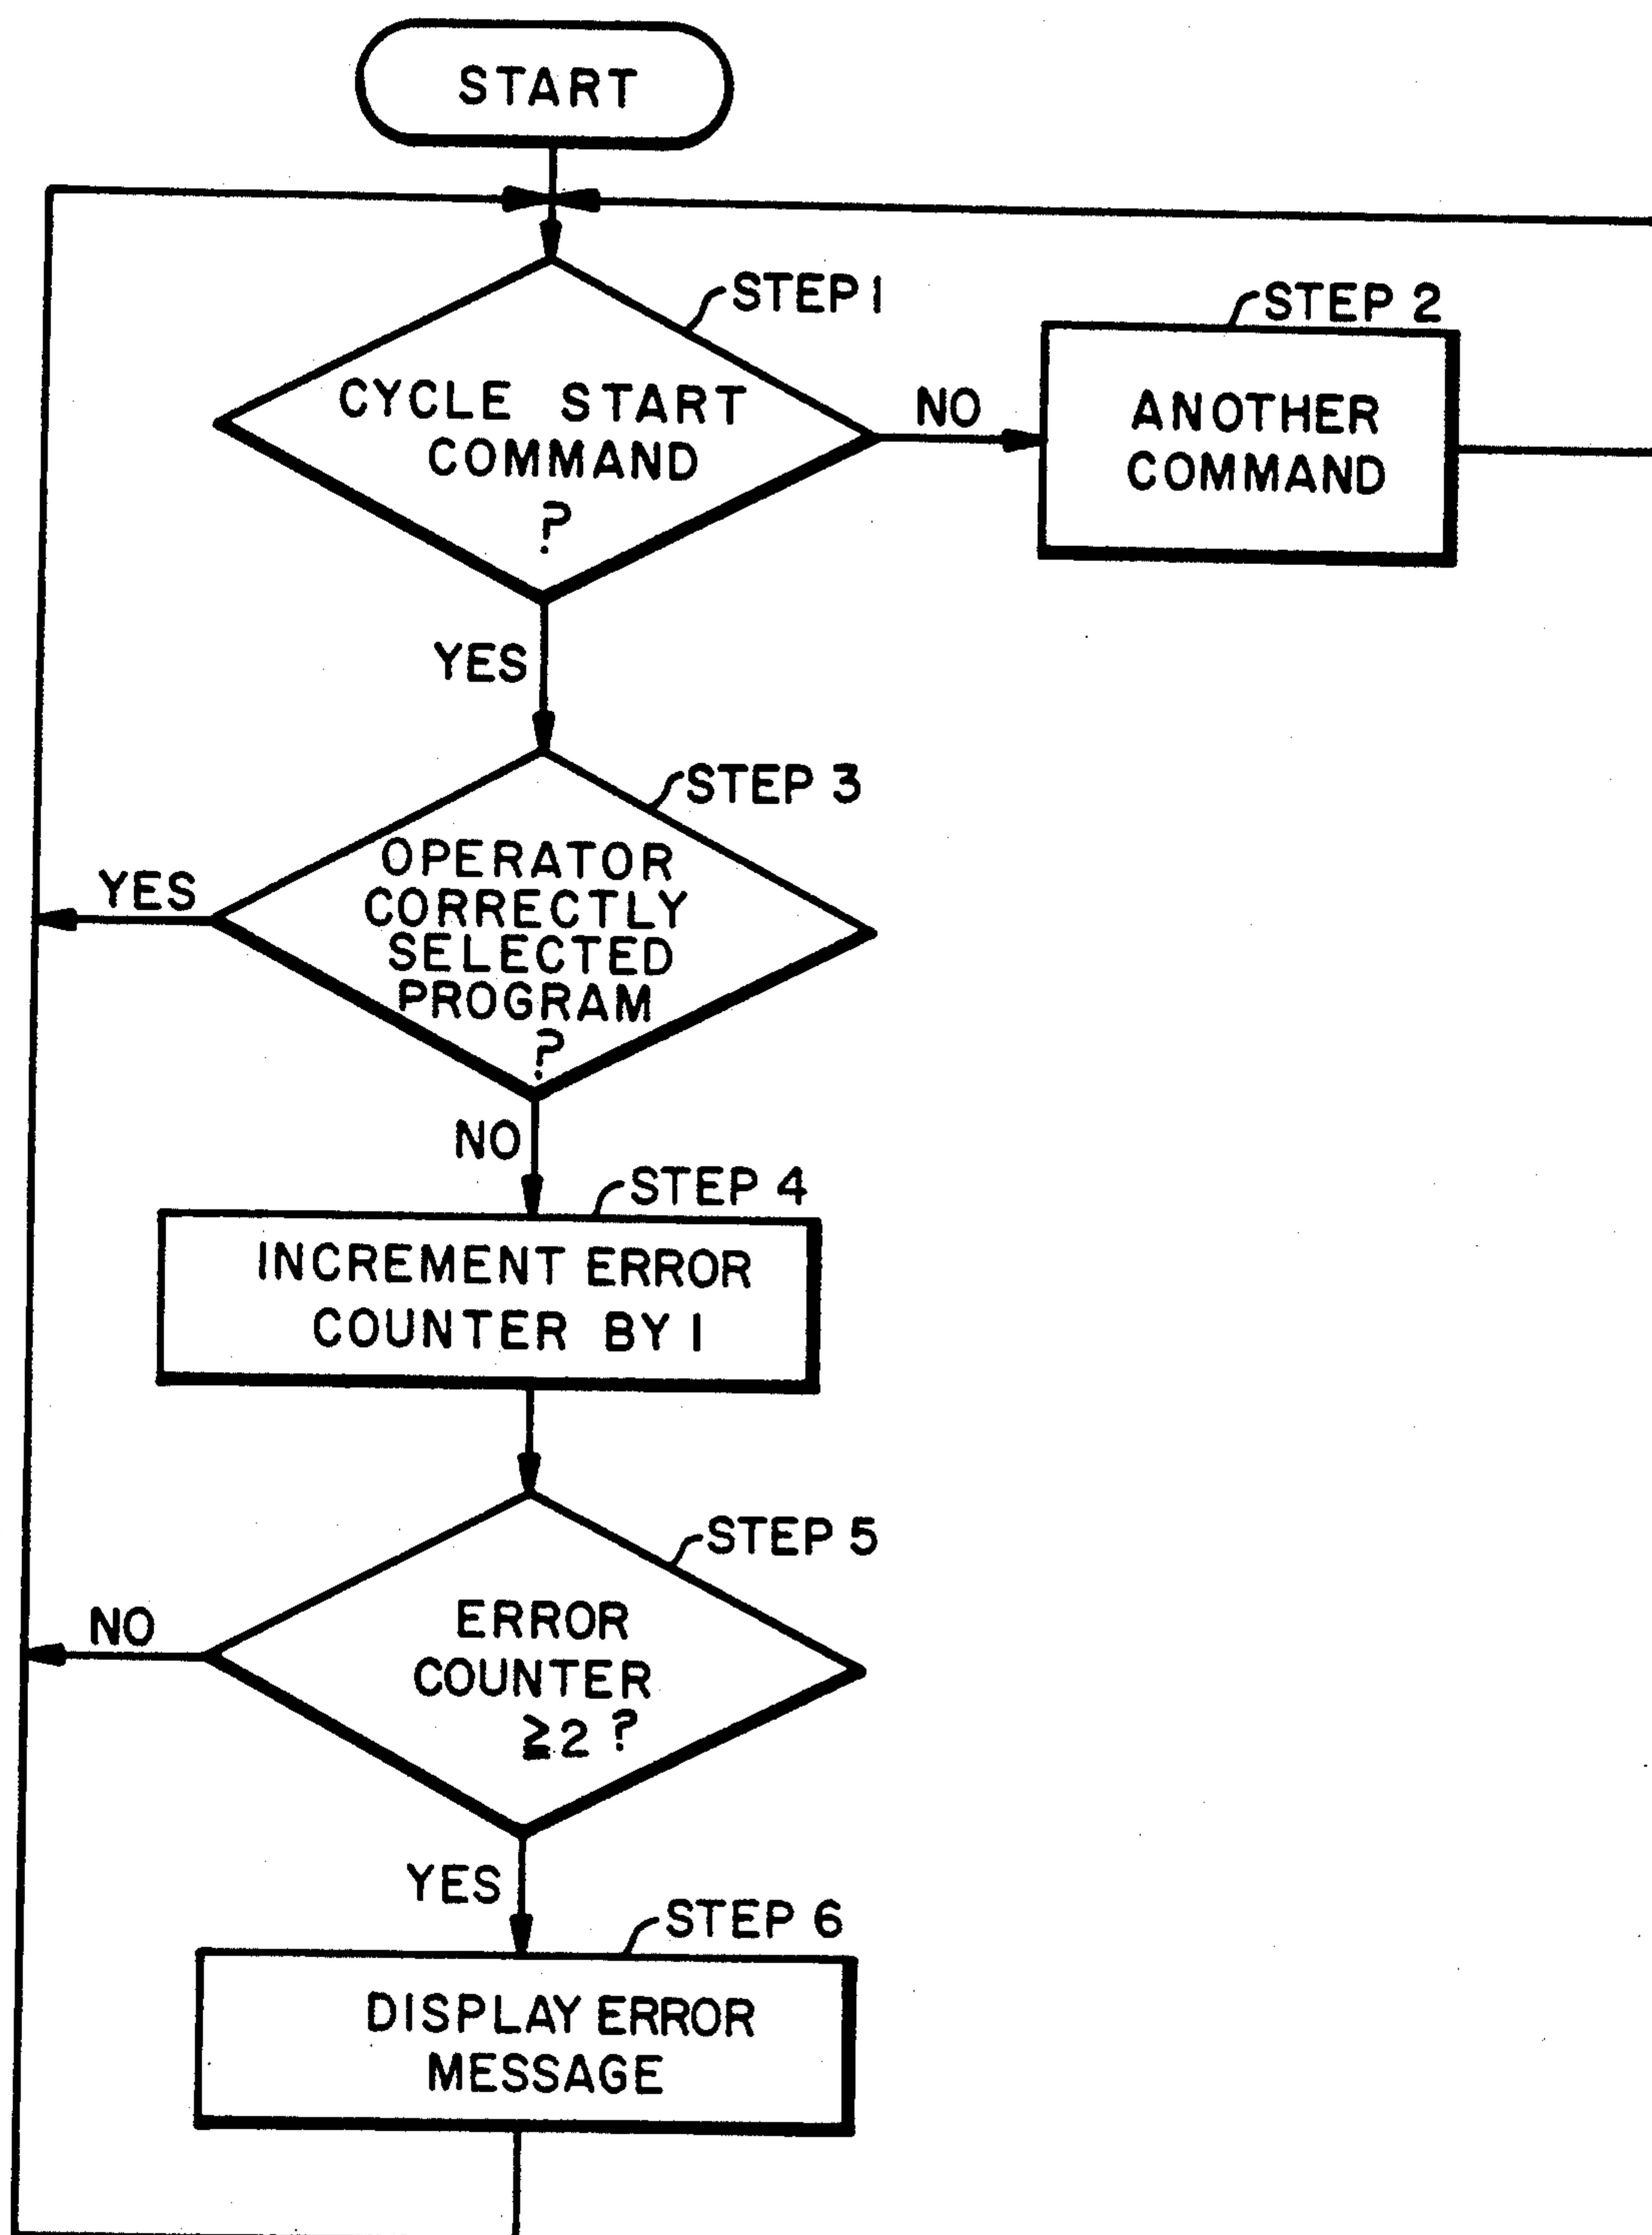 START
STEP 1
CYCLE START
COMMAND
?
NO
STEP 2
ANOTHER
COMMAND
YES
STEP 3
OPERATOR
CORRECTLY
SELECTED
PROGRAM
?
YES
NO
STEP 4
INCREMENT ERROR
COUNTER BY 1
STEP 5
ERROR
COUNTER
≧2 ?
NO
YES
STEP 6
DISPLAY ERROR
MESSAGE